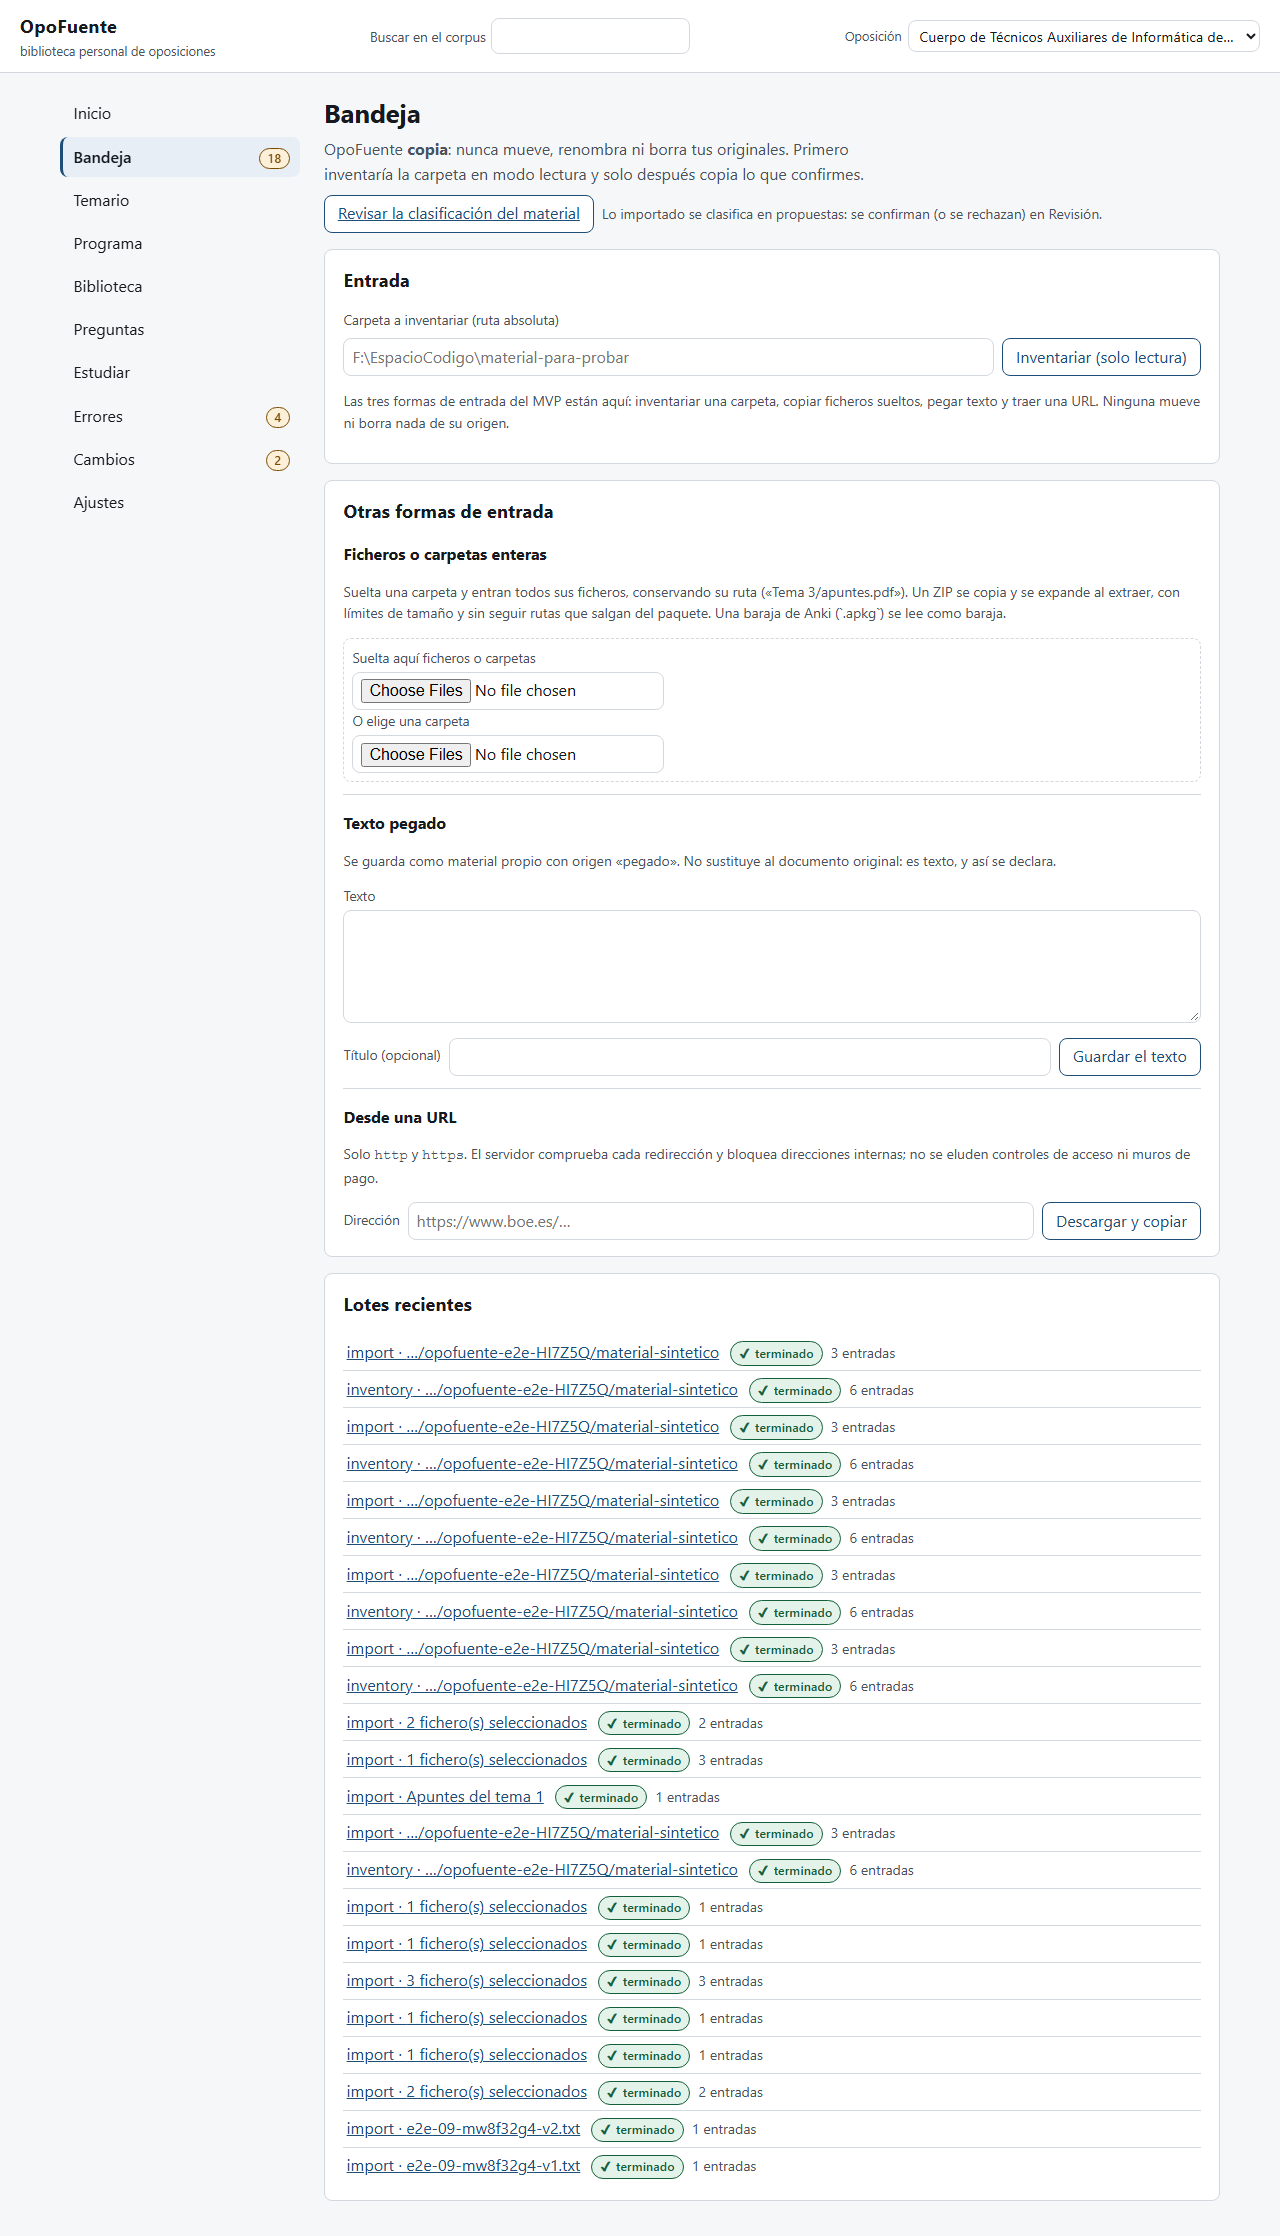 OpoFuente
biblioteca personal de oposiciones
Buscar en el corpus
Oposición
Cuerpo de Técnicos Auxiliares de Informática de...
Inicio
Bandeja 18
Temario
Programa
Biblioteca
Preguntas
Estudiar
Errores 4
Cambios 2
Ajustes
Bandeja
OpoFuente copia: nunca mueve, renombra ni borra tus originales. Primero
inventaría la carpeta en modo lectura y solo después copia lo que confirmes.
Revisar la clasificación del material Lo importado se clasifica en propuestas: se confirman (o se rechazan) en Revisión.
Entrada
Carpeta a inventariar (ruta absoluta)
F:\EspacioCodigo\material-para-probar Inventariar (solo lectura)
Las tres formas de entrada del MVP están aquí: inventariar una carpeta, copiar ficheros sueltos, pegar texto y traer una URL. Ninguna mueve
ni borra nada de su origen.
Otras formas de entrada
Ficheros o carpetas enteras
Suelta una carpeta y entran todos sus ficheros, conservando su ruta («Tema 3/apuntes.pdf»). Un ZIP se copia y se expande al extraer, con
límites de tamaño y sin seguir rutas que salgan del paquete. Una baraja de Anki (`.apkg`) se lee como baraja.
Suelta aquí ficheros o carpetas
Choose Files No file chosen
O elige una carpeta
Choose Files No file chosen
Texto pegado
Se guarda como material propio con origen «pegado». No sustituye al documento original: es texto, y así se declara.
Texto
Título (opcional) Guardar el texto
Desde una URL
Solo http y https. El servidor comprueba cada redirección y bloquea direcciones internas; no se eluden controles de acceso ni muros de
pago.
Dirección https://www.boe.es/... Descargar y copiar
Lotes recientes
import · .../opofuente-e2e-HI7Z5Q/material-sintetico ✓ terminado 3 entradas
inventory · .../opofuente-e2e-HI7Z5Q/material-sintetico ✓ terminado 6 entradas
import · .../opofuente-e2e-HI7Z5Q/material-sintetico ✓ terminado 3 entradas
inventory · .../opofuente-e2e-HI7Z5Q/material-sintetico ✓ terminado 6 entradas
import · .../opofuente-e2e-HI7Z5Q/material-sintetico ✓ terminado 3 entradas
inventory · .../opofuente-e2e-HI7Z5Q/material-sintetico ✓ terminado 6 entradas
import · .../opofuente-e2e-HI7Z5Q/material-sintetico ✓ terminado 3 entradas
inventory · .../opofuente-e2e-HI7Z5Q/material-sintetico ✓ terminado 6 entradas
import · .../opofuente-e2e-HI7Z5Q/material-sintetico ✓ terminado 3 entradas
inventory · .../opofuente-e2e-HI7Z5Q/material-sintetico ✓ terminado 6 entradas
import · 2 fichero(s) seleccionados ✓ terminado 2 entradas
import · 1 fichero(s) seleccionados ✓ terminado 3 entradas
import · Apuntes del tema 1 ✓ terminado 1 entradas
import · .../opofuente-e2e-HI7Z5Q/material-sintetico ✓ terminado 3 entradas
inventory · .../opofuente-e2e-HI7Z5Q/material-sintetico ✓ terminado 6 entradas
import · 1 fichero(s) seleccionados ✓ terminado 1 entradas
import · 1 fichero(s) seleccionados ✓ terminado 1 entradas
import · 3 fichero(s) seleccionados ✓ terminado 3 entradas
import · 1 fichero(s) seleccionados ✓ terminado 1 entradas
import · 1 fichero(s) seleccionados ✓ terminado 1 entradas
import · 2 fichero(s) seleccionados ✓ terminado 2 entradas
import · e2e-09-mw8f32g4-v2.txt ✓ terminado 1 entradas
import · e2e-09-mw8f32g4-v1.txt ✓ terminado 1 entradas